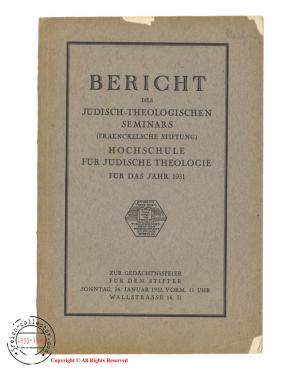 BERICHT
DES
JÜDISCH-THEOLOGISCHEN
SEMINARS
(FRAENCKELSCHE STIFTUNG)
HOCHSCHULE
FÜR JÜDISCHE THEOLOGIE
FÜR DAS JAHR 1931
ZUR GEDÄCHTNISFEIER
FÜR DEN STIFTER
SONNTAG, 24. JANUAR 1932, VORM. 11 UHR
WALLSTRASSE 14, II
Copyright © All Rights Reserved